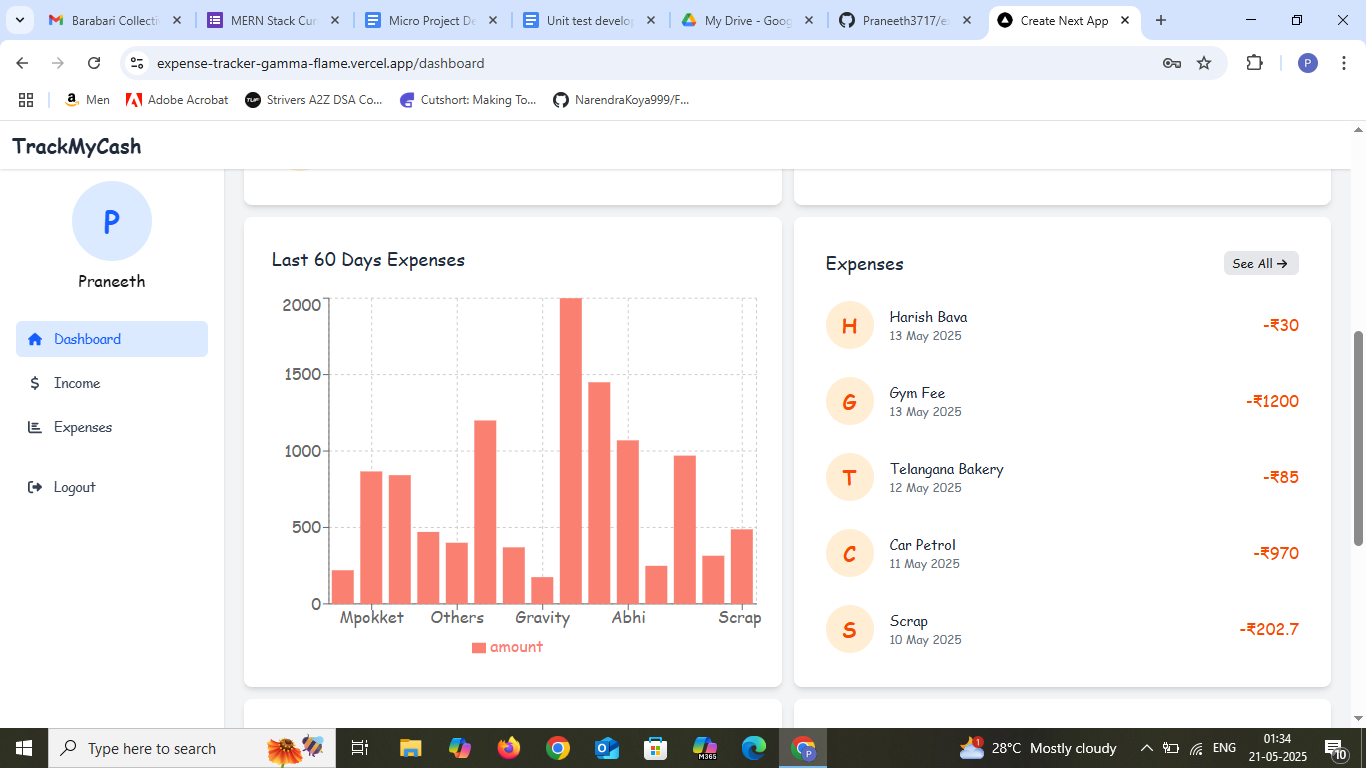 Barabari Collecti
MERN Stack Cur
Micro Project De
Unit test develop
My Drive - Goog
Praneeth3717/e
Create Next App
expense-tracker-gamma-flame.vercel.app/dashboard
P
Men
Adobe Acrobat
TUF
Strivers A2Z DSA Co...
Cutshort: Making To...
NarendraKoya999/F...
TrackMyCash
P
Praneeth
Dashboard
Income
Expenses
Logout
Last 60 Days Expenses
2000
1500
1000
500
0
Mpokket Others Gravity Abhi Scrap
amount
Expenses
See All →
H
Harish Bava
13 May 2025
-₹30
G
Gym Fee
13 May 2025
-₹1200
T
Telangana Bakery
12 May 2025
-₹85
C
Car Petrol
11 May 2025
-₹970
S
Scrap
10 May 2025
-₹202.7
Type here to search
M365
P
1
28°C Mostly cloudy
ENG
01:34
21-05-2025
10